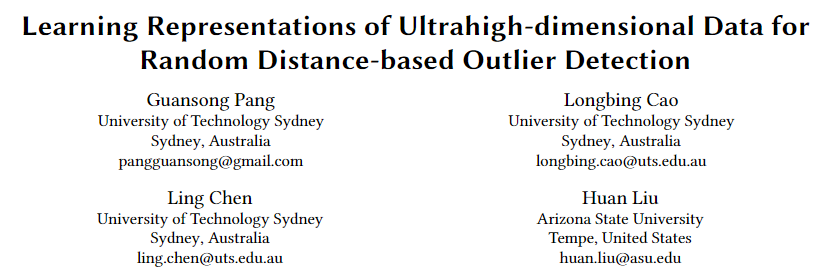 Learning Representations of Ultrahigh-dimensional Data for
Random Distance-based Outlier Detection
Guansong Pang
University of Technology Sydney
Sydney, Australia
pangguansong@gmail.com
Longbing Cao
University of Technology Sydney
Sydney, Australia
longbing.cao@uts.edu.au
Ling Chen
University of Technology Sydney
Sydney, Australia
ling.chen@uts.edu.au
Huan Liu
Arizona State University
Tempe, United States
huan.liu@asu.edu